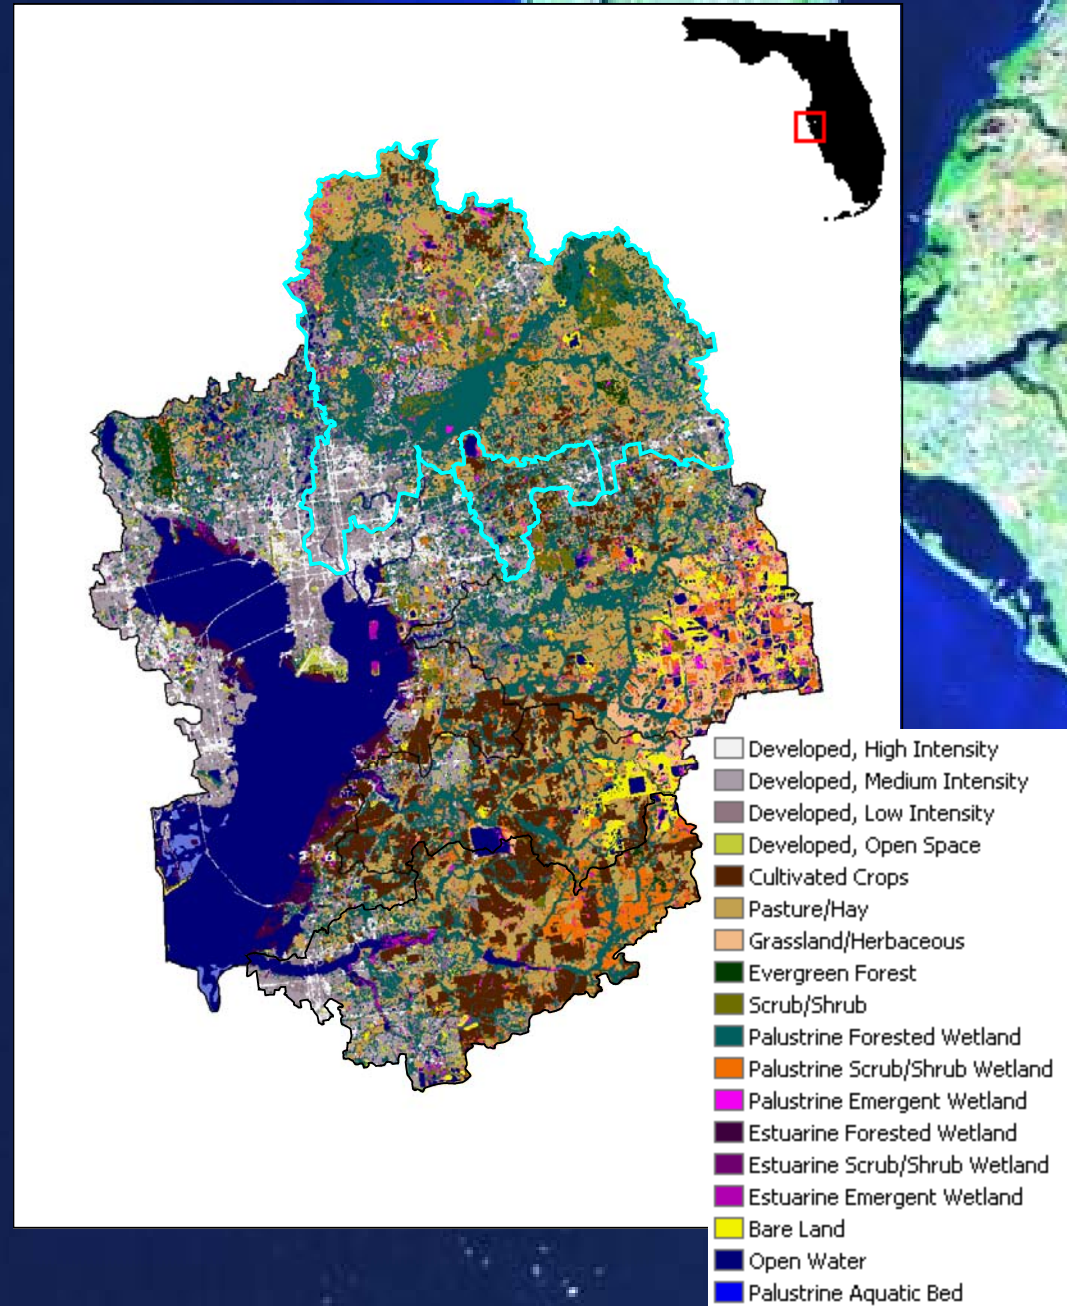 Developed, High Intensity
Developed, Medium Intensity
Developed, Low Intensity
Developed, Open Space
Cultivated Crops
Pasture/Hay
Grassland/Herbaceous
Evergreen Forest
Scrub/Shrub
Palustrine Forested Wetland
Palustrine Scrub/Shrub Wetland
Palustrine Emergent Wetland
Estuarine Forested Wetland
Estuarine Scrub/Shrub Wetland
Estuarine Emergent Wetland
Bare Land
Open Water
Palustrine Aquatic Bed